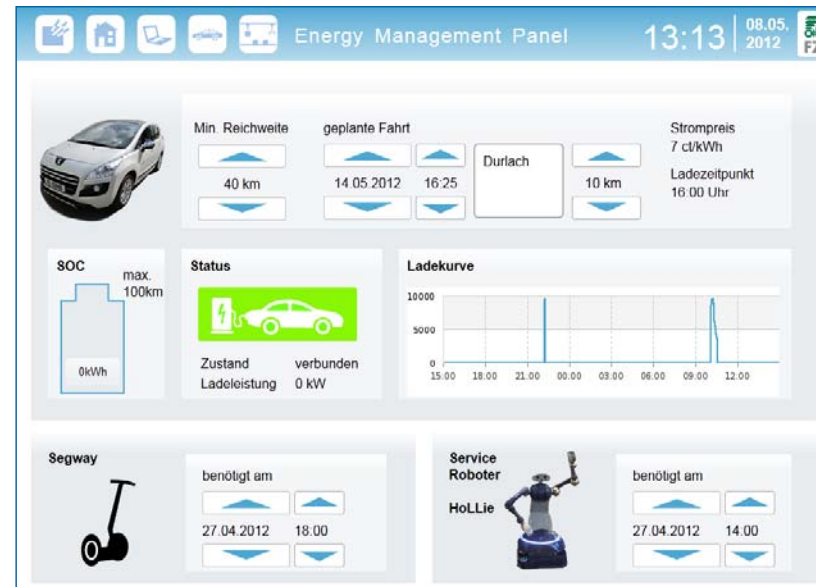 Energy Management Panel
13:13
08.05.
2012
Min. Reichweite
geplante Fahrt
Strompreis
7 ct/kWh
40 km
14.05.2012
16:25
Durlach
10 km
Ladezeitpunkt
16:00 Uhr
SOC
max.
100km
0kWh
Status
Zustand verbunden
Ladeleistung 0 kW
Ladekurve
10000
5000
0
15:00 18:00 21:00 00:00 03:00 06:00 09:00 12:00
Segway
benötigt am
27.04.2012 18:00
Service
Roboter
HoLLie
benötigt am
27.04.2012 14:00